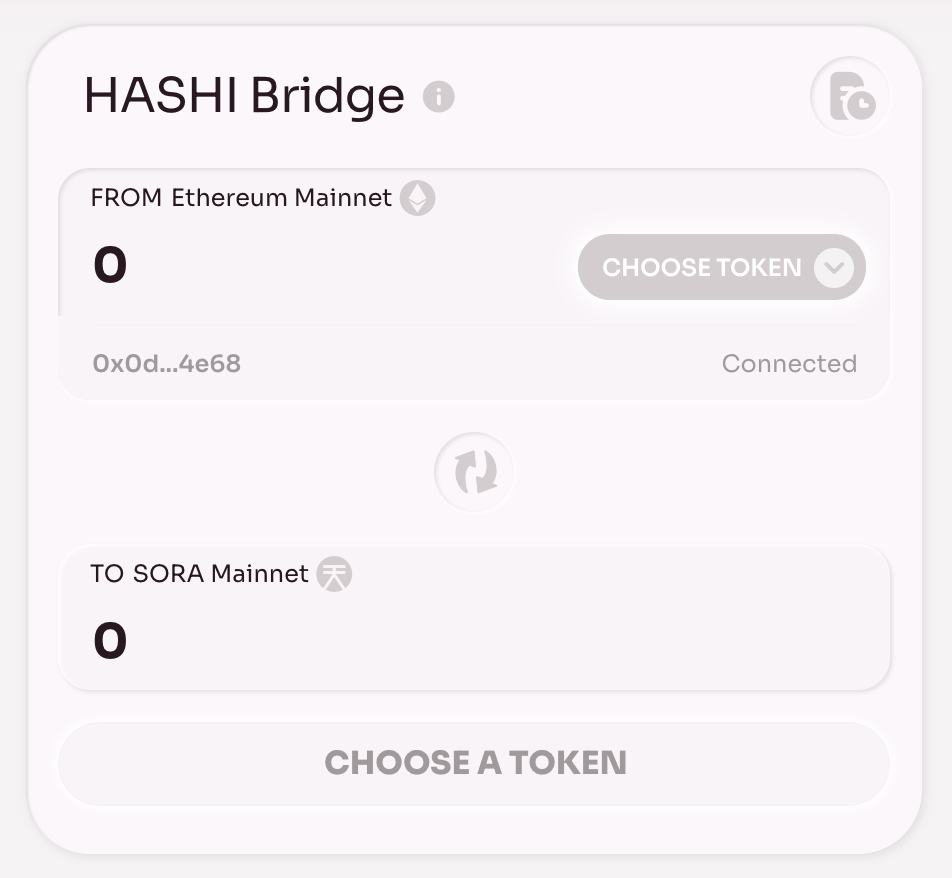 HASHI Bridge
FROM Ethereum Mainnet
0
CHOOSE TOKEN
0x0d...4e68
Connected
TO SORA Mainnet
0
CHOOSE A TOKEN